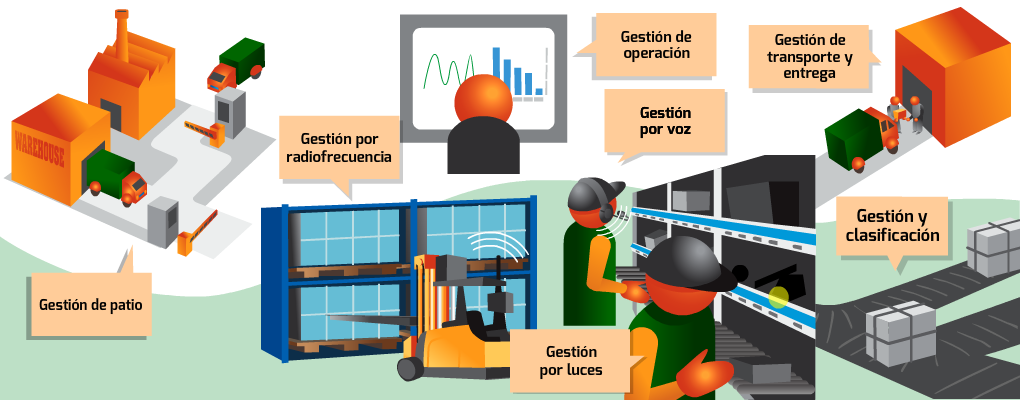 WAREHOUSE
Gestión de patio
Gestión por
radiofrecuencia
Gestión de
operación
Gestión
por voz
Gestión
por luces
Gestión de
transporte y
entrega
Gestión y
clasificación